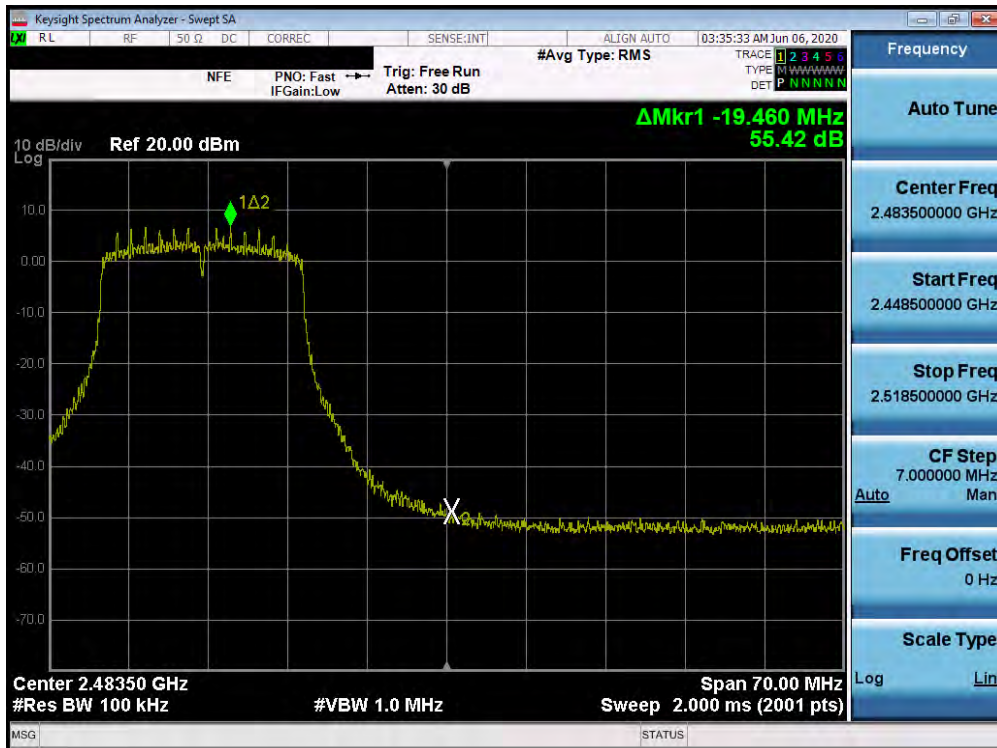 Keysight Spectrum Analyzer - Swept SA
LXI RL RF 50 Ω DC CORREC SENSE:INT ALIGN AUTO 03:35:33 AM Jun 06, 2020
NFE PNO: Fast Trig: Free Run #Avg Type: RMS TRACE 1 2 3 4 5 6
IFGain:Low Atten: 30 dB TYPE M WWWWW
DET P N N N N N
ΔMkr1 -19.460 MHz
55.42 dB
10 dB/div Ref 20.00 dBm
Log
1Δ2
10.0
0.00
-10.0
-20.0
-30.0
-40.0
-50.0
X2
-60.0
-70.0
Center 2.48350 GHz Span 70.00 MHz
#Res BW 100 kHz #VBW 1.0 MHz Sweep 2.000 ms (2001 pts)
MSG STATUS
Frequency
Auto Tune
Center Freq
2.483500000 GHz
Start Freq
2.448500000 GHz
Stop Freq
2.518500000 GHz
CF Step
7.000000 MHz
Auto Man
Freq Offset
0 Hz
Scale Type
Log Lin